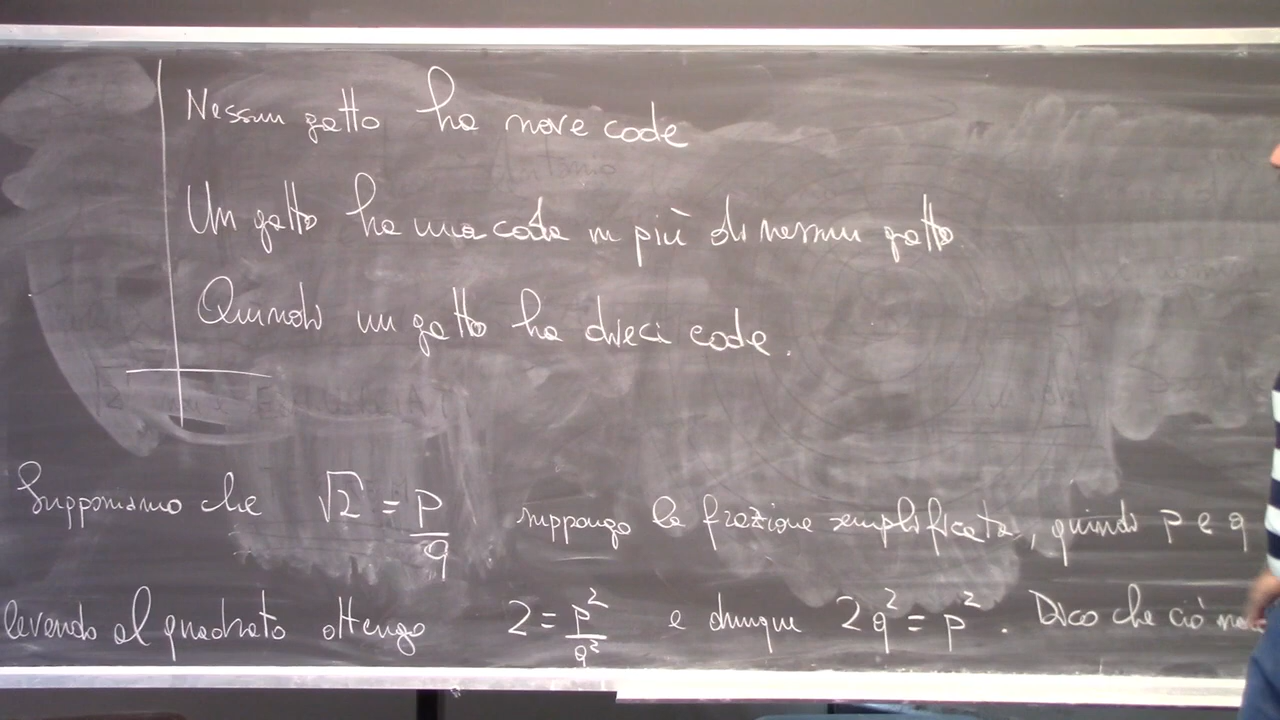 Nessun gatto ha nove code
Un gatto ha una coda in più di nessun gatto
Quindi un gatto ha dieci code.
Supponiamo che √2 = p/q suppongo la frazione semplificata, quindi p e q
levando al quadrato ottengo 2 = p²/q² e dunque 2q² = p². Dico che ciò